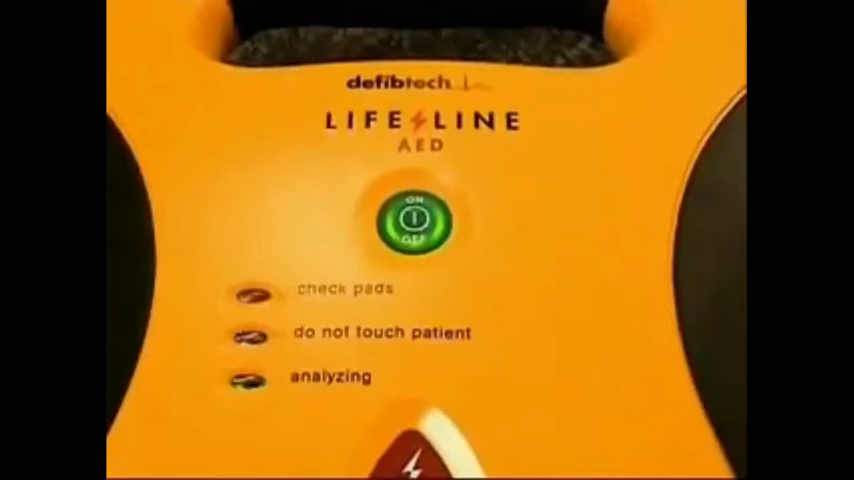 defibtech
LIFE LINE
AED
ON
OFF
check pads
do not touch patient
analyzing